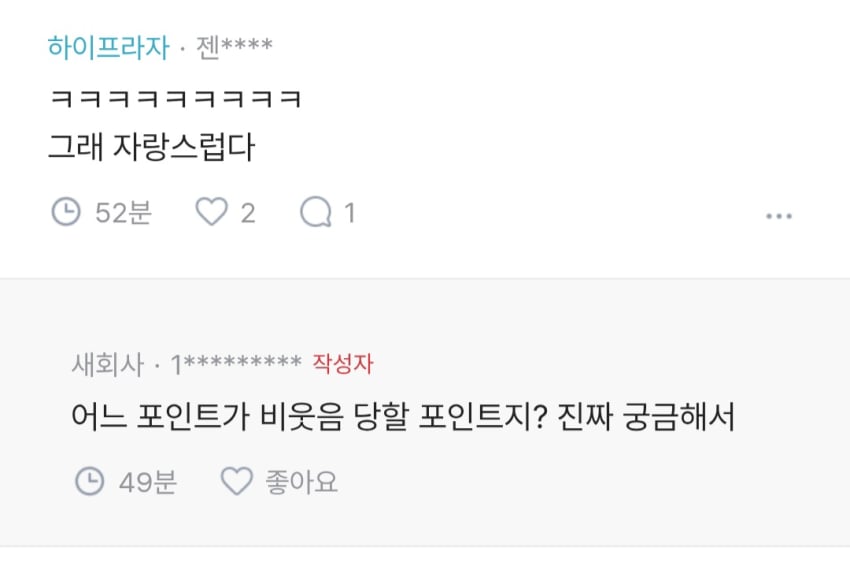 하이프라자 · 젠****
ㅋㅋㅋㅋㅋㅋㅋㅋㅋ
그래 자랑스럽다
52분 2 1
새회사 · 1********* 작성자
어느 포인트가 비웃음 당할 포인트지? 진짜 궁금해서
49분 좋아요